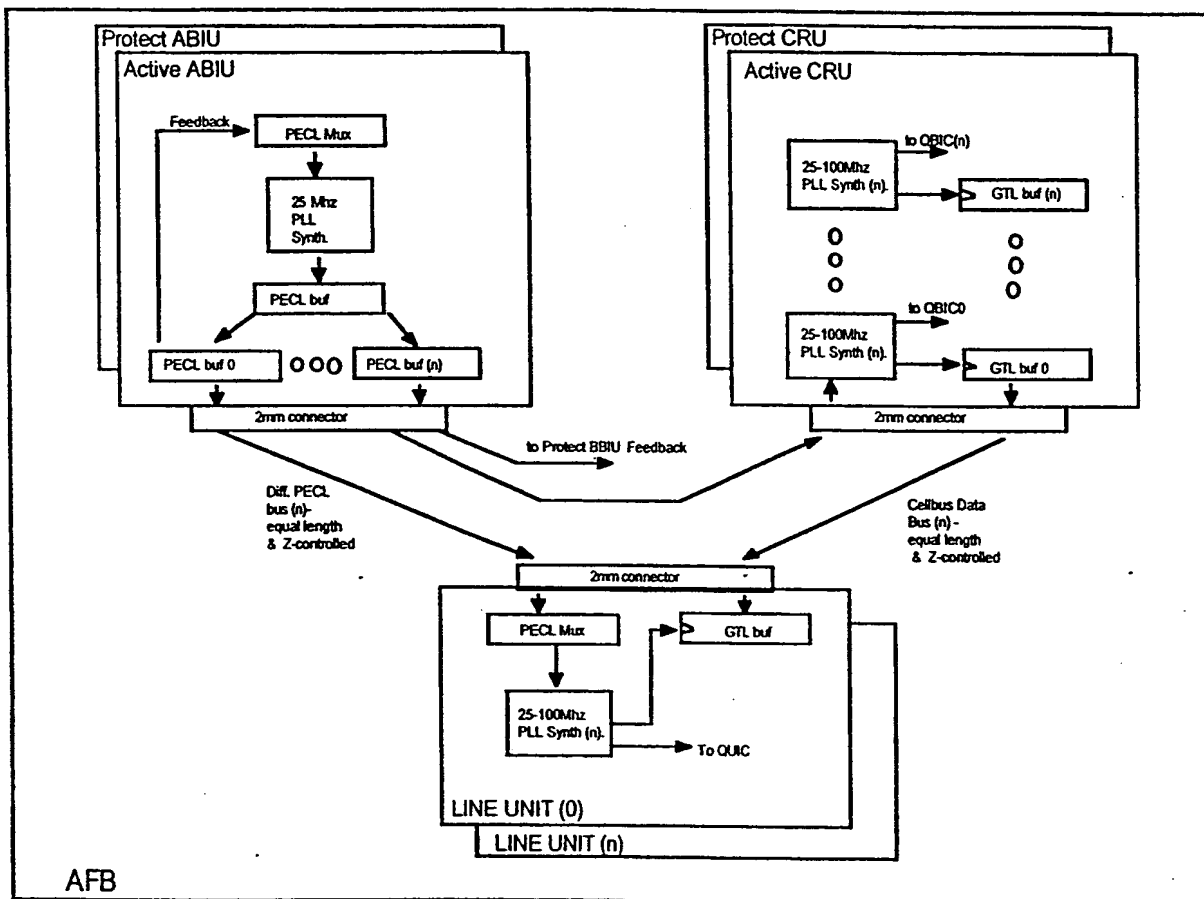 Protect ABIU
Active ABIU
Feedback
PECL Mux
25 Mhz
PLL
Synth.
PECL buf
PECL buf 0
PECL buf (n)
2mm connector
Protect CRU
Active CRU
25-100Mhz
PLL Synth (n).
to QBIC(n)
GTL buf (n)
25-100Mhz
PLL Synth (n).
to QBIC0
GTL buf 0
2mm connector
to Protect BBIU Feedback
Diff. PECL
bus (n)-
equal length
& Z-controlled
Cellbus Data
Bus (n) -
equal length
& Z-controlled
2mm connector
PECL Mux
GTL buf
25-100Mhz
PLL Synth (n).
To QUIC
LINE UNIT (0)
LINE UNIT (n)
AFB